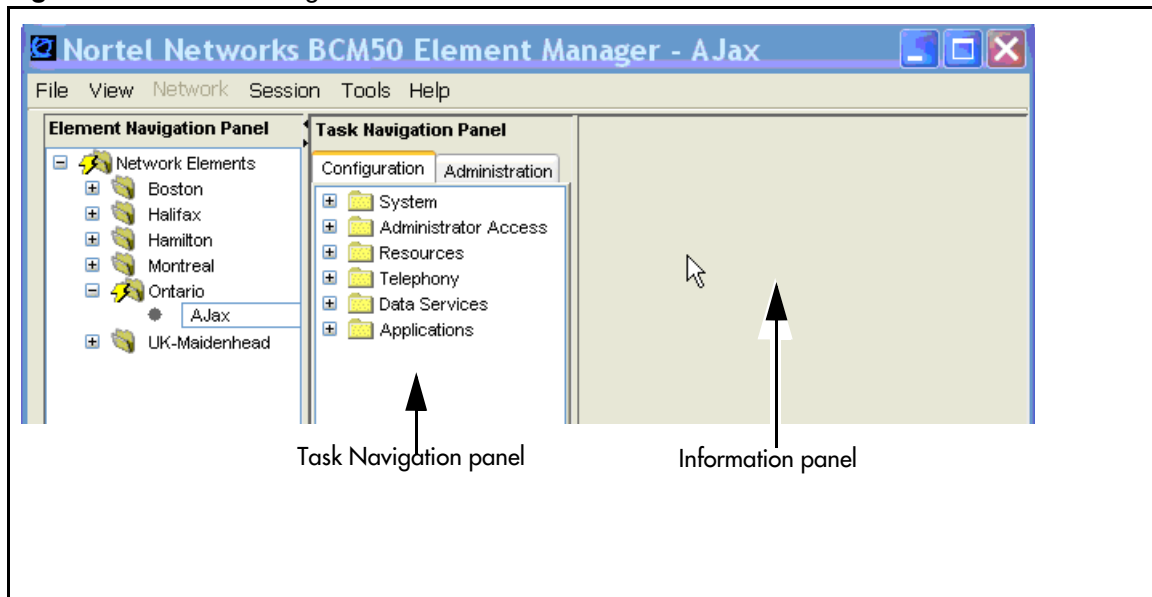 Nortel Networks BCM50 Element Manager - AJax
File View Network Session Tools Help
Element Navigation Panel
Network Elements
Boston
Halifax
Hamilton
Montreal
Ontario
AJax
UK-Maidenhead
Task Navigation Panel
Configuration Administration
System
Administrator Access
Resources
Telephony
Data Services
Applications
Task Navigation panel
Information panel